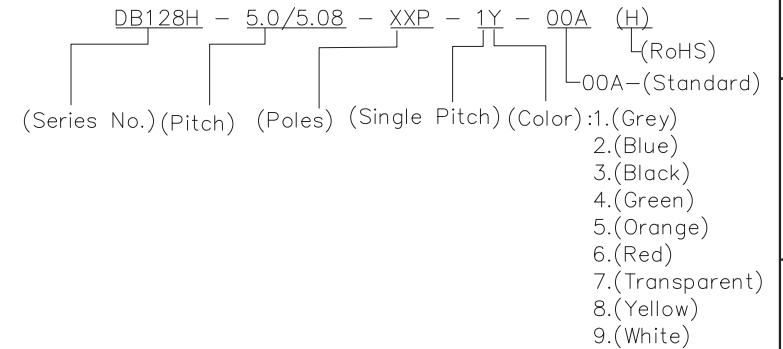 DB128H - 5.0/5.08 - XXP - 1Y - 00A (H)
(RoHS)
00A-(Standard)
(Series No.) (Pitch) (Poles) (Single Pitch) (Color) :1.(Grey)
2.(Blue)
3.(Black)
4.(Green)
5.(Orange)
6.(Red)
7.(Transparent)
8.(Yellow)
9.(White)